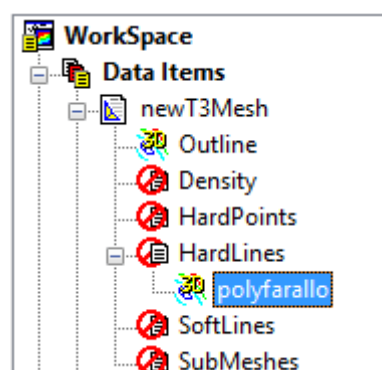 WorkSpace
Data Items
newT3Mesh
Outline
Density
HardPoints
HardLines
polyfarallo
SoftLines
SubMeshes